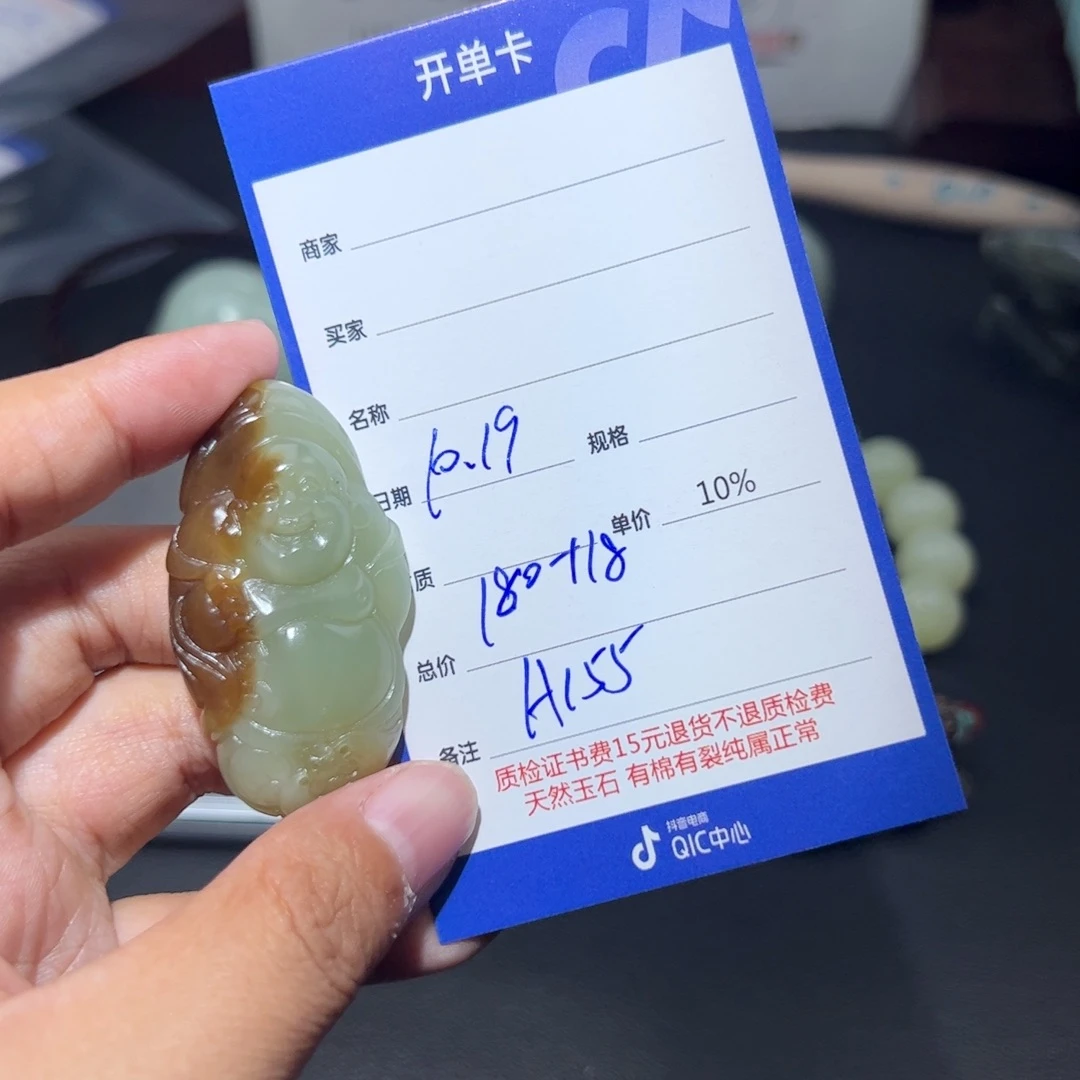 开单卡
商家
买家
名称
日期 10.19 规格
质 180+18 单价 10%
总价 H155
备注
质检证书费15元退货不退质检费
天然玉石 有棉有裂纯属正常
抖音电商
QIC中心